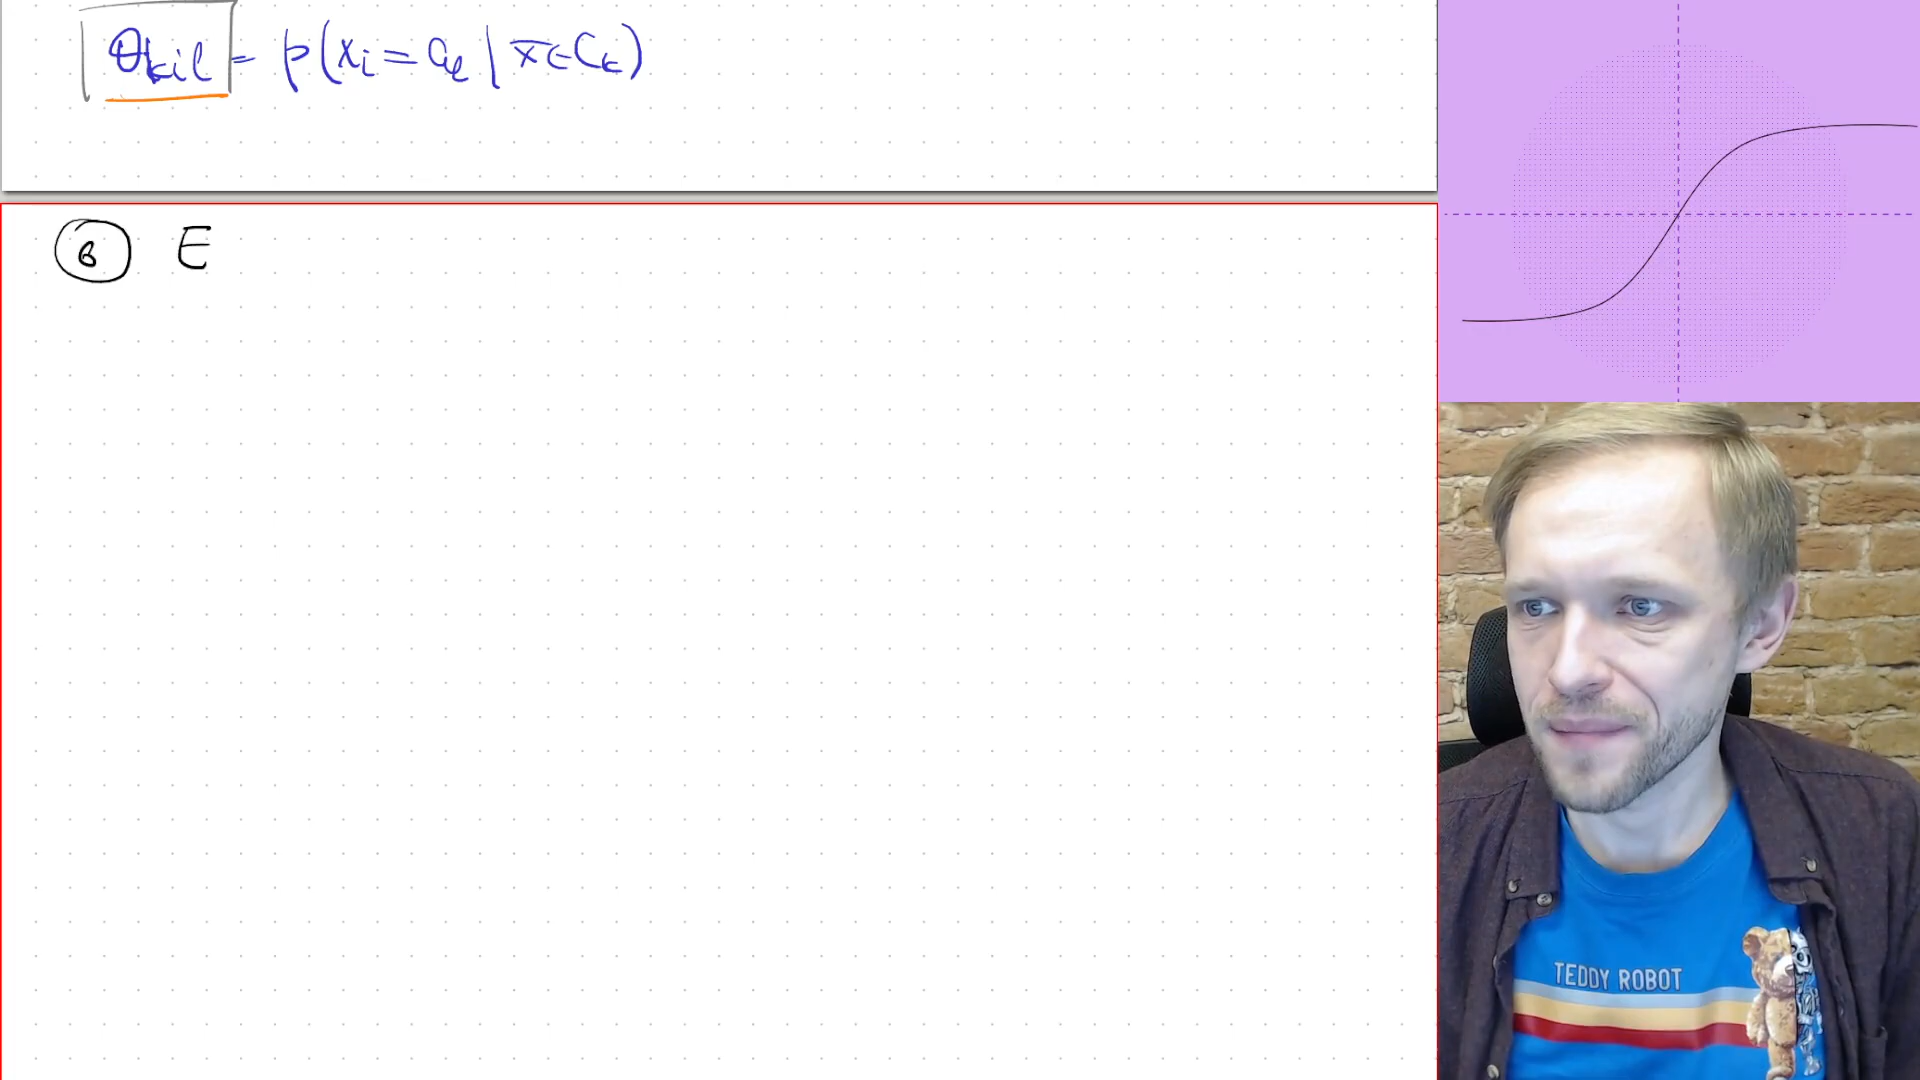 θkil = p(xi = aℓ | x̄ ∈ Ck)
6 E
TEDDY ROBOT